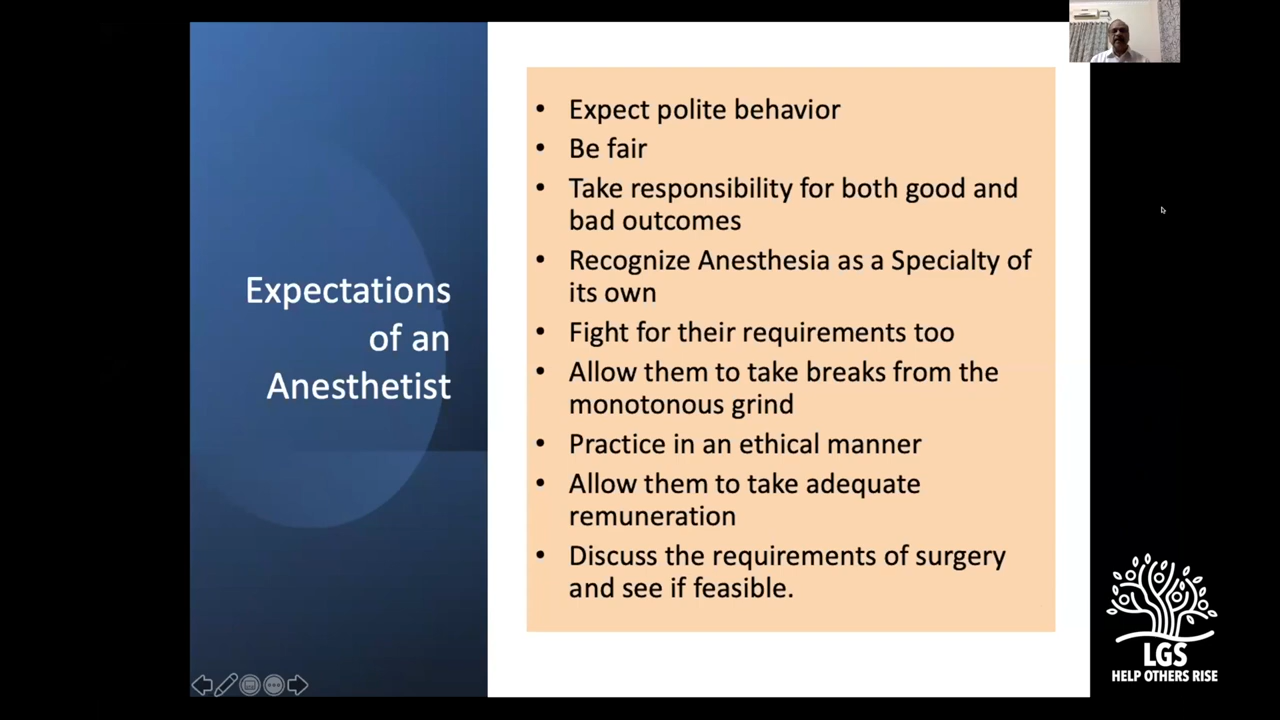 Expectations
of an
Anesthetist
• Expect polite behavior
• Be fair
• Take responsibility for both good and
bad outcomes
• Recognize Anesthesia as a Specialty of
its own
• Fight for their requirements too
• Allow them to take breaks from the
monotonous grind
• Practice in an ethical manner
• Allow them to take adequate
remuneration
• Discuss the requirements of surgery
and see if feasible.
LGS
HELP OTHERS RISE